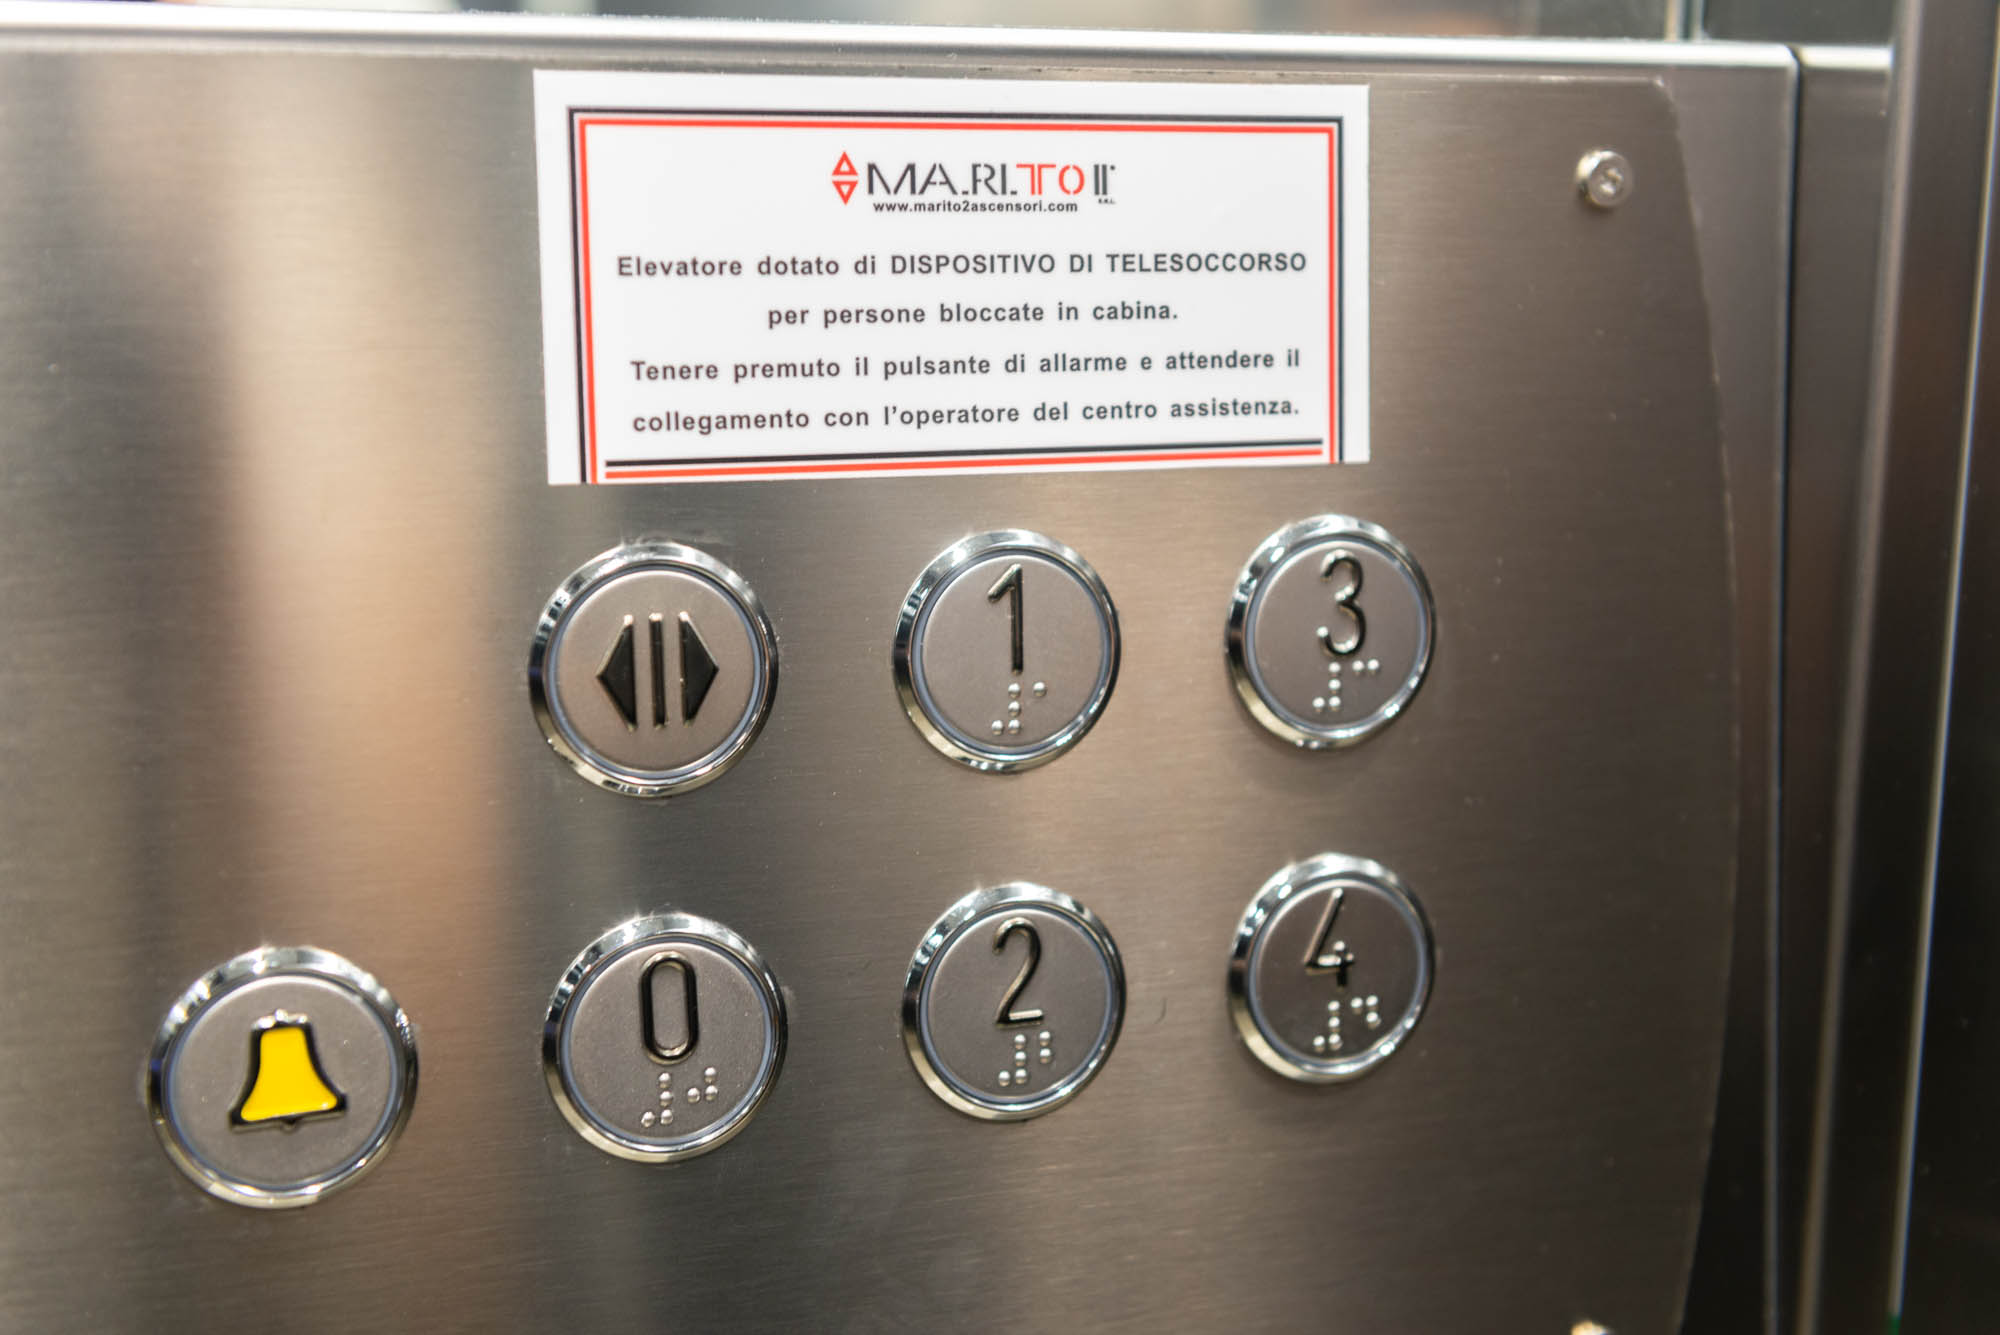 MA.RI.TO II
S.R.L.
www.marito2ascensori.com
Elevatore dotato di DISPOSITIVO DI TELESOCCORSO
per persone bloccate in cabina.
Tenere premuto il pulsante di allarme e attendere il
collegamento con l'operatore del centro assistenza.
1
⠼⠁
3
⠼⠉
0
⠼⠚
2
⠼⠃
4
⠼⠙